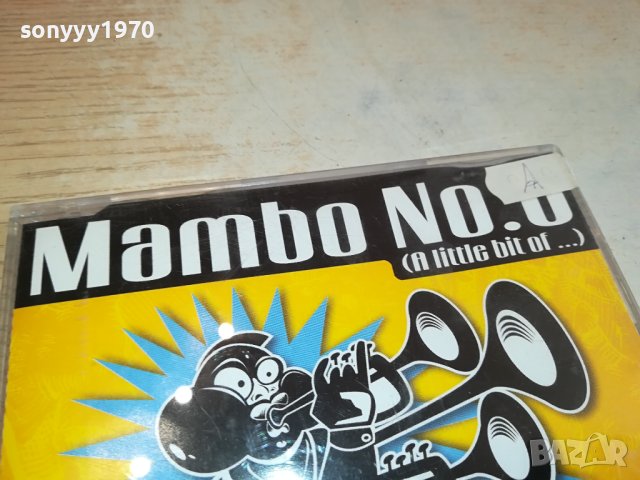 sonyyy1970
A
Mambo No.
(A little bit of ...)
BAZAR